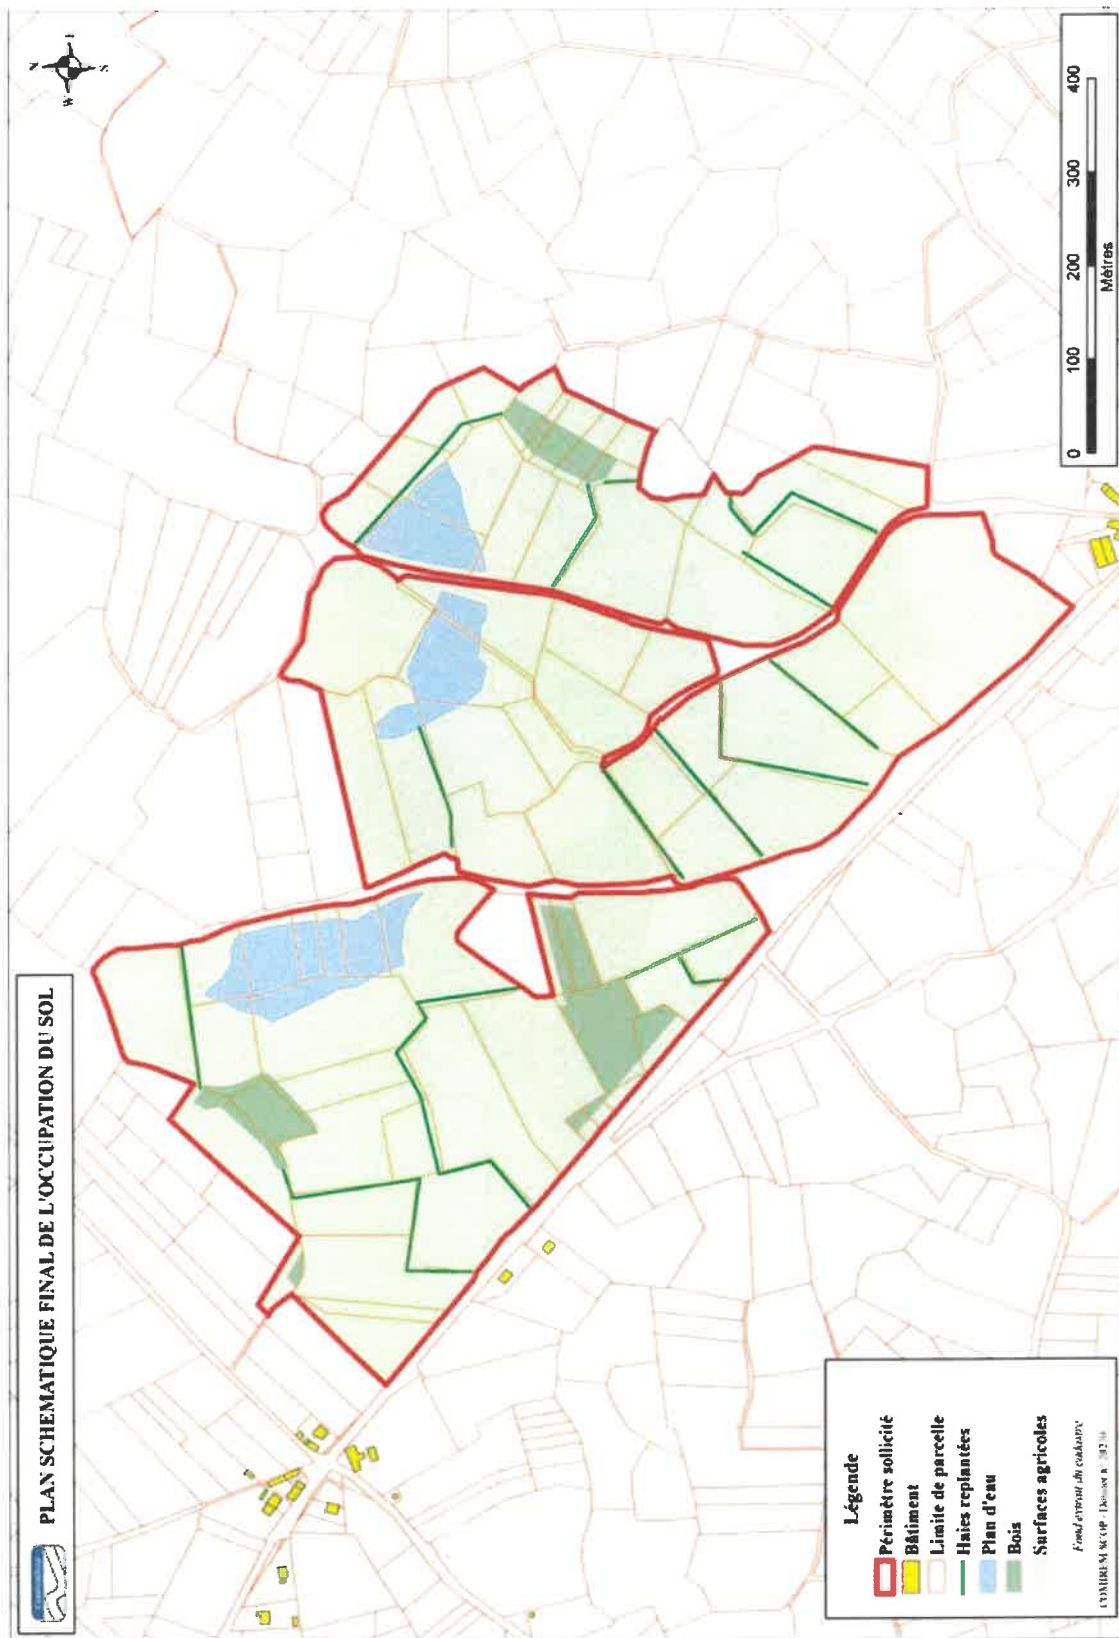 PLAN SCHEMATIQUE FINAL DE L'OCCUPATION DU SOL
N
E
S
W
Légende
Périmètre sollicité
Bâtiment
Limite de parcelle
Haies replantées
Plan d'eau
Bois
Surfaces agricoles
Fond extrait du cadastre
0 100 200 300 400
Mètres